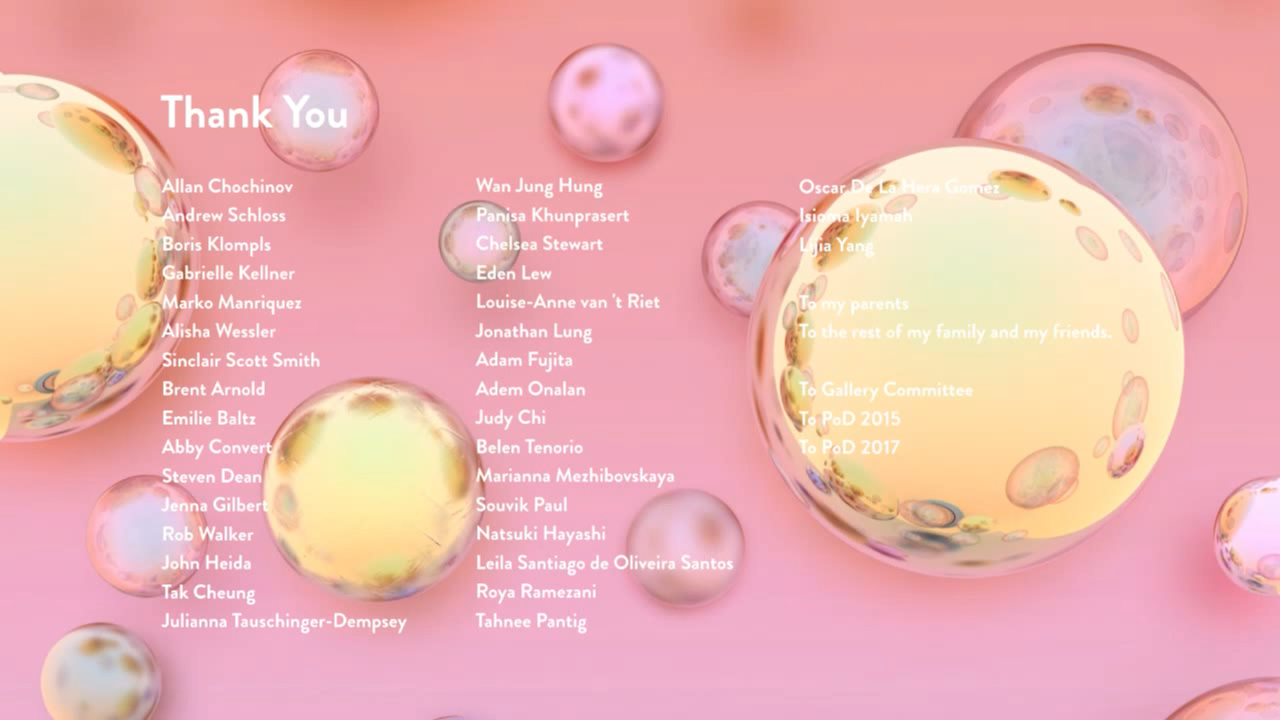 Thank You
Allan Chochinov
Andrew Schloss
Boris Klompls
Gabrielle Kellner
Marko Manriquez
Alisha Wessler
Sinclair Scott Smith
Brent Arnold
Emilie Baltz
Abby Convert
Steven Dean
Jenna Gilbert
Rob Walker
John Heida
Tak Cheung
Julianna Tauschinger-Dempsey
Wan Jung Hung
Panisa Khunprasert
Chelsea Stewart
Eden Lew
Louise-Anne van 't Riet
Jonathan Lung
Adam Fujita
Adem Onalan
Judy Chi
Belen Tenorio
Marianna Mezhibovskaya
Souvik Paul
Natsuki Hayashi
Leila Santiago de Oliveira Santos
Roya Ramezani
Tahnee Pantig
Oscar De La Hera Gomez
Isioma Iyamah
Lijia Yang
To my parents
To the rest of my family and my friends.
To Gallery Committee
To PoD 2015
To PoD 2017